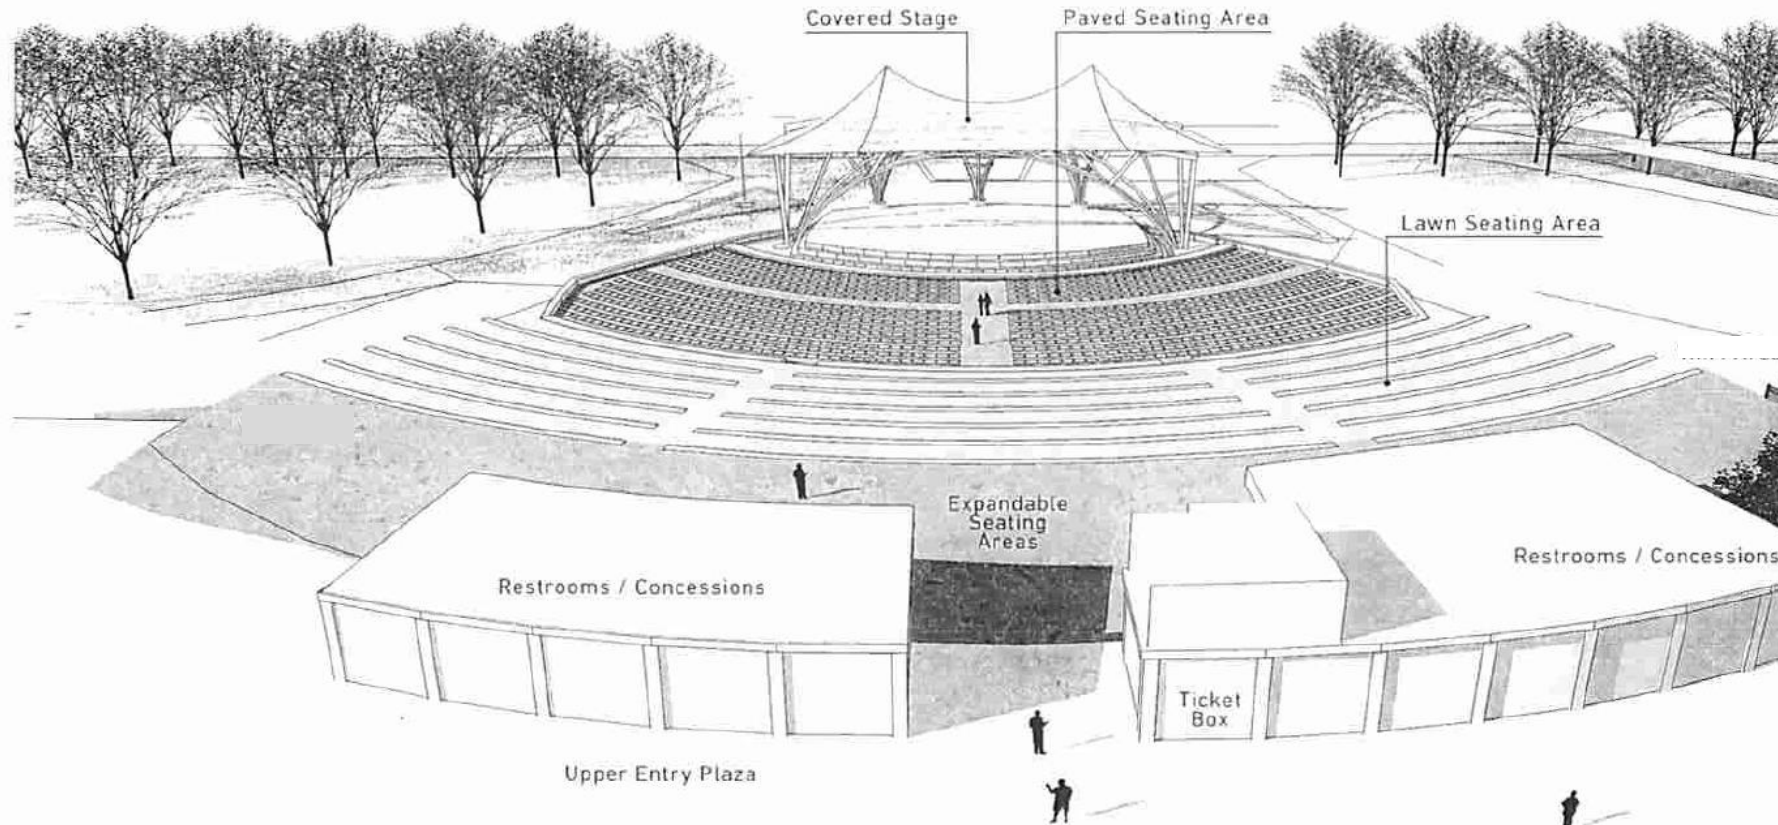 Covered Stage
Paved Seating Area
Lawn Seating Area
Expandable
Seating
Areas
Restrooms / Concessions
Restrooms / Concessions
Ticket
Box
Upper Entry Plaza